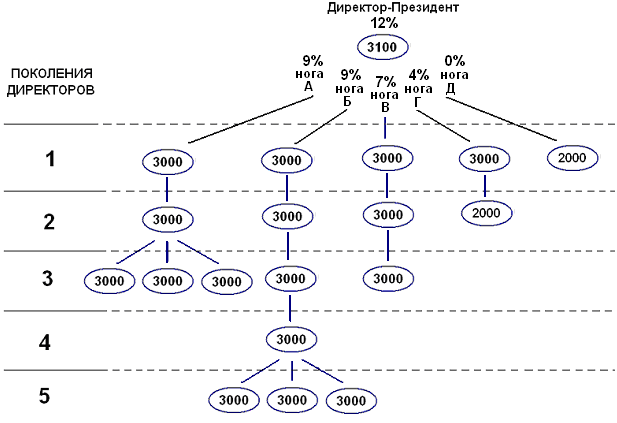 Директор-Президент
12%
3100
9%
нога
А
9%
нога
Б
7%
нога
В
4%
нога
Г
0%
нога
Д
ПОКОЛЕНИЯ
ДИРЕКТОРОВ
1
3000
3000
3000
3000
2000
2
3000
3000
3000
2000
3
3000
3000
3000
3000
3000
4
3000
5
3000
3000
3000